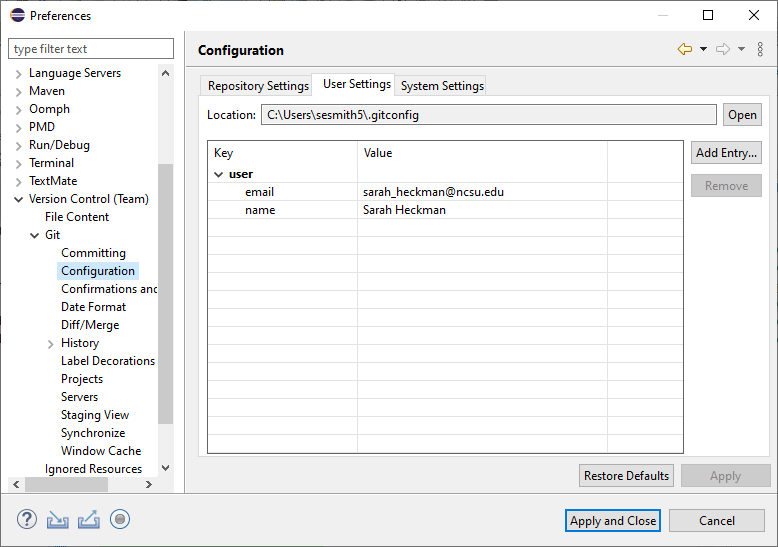 Preferences
type filter text
Language Servers
Maven
Oomph
PMD
Run/Debug
Terminal
TextMate
Version Control (Team)
File Content
Git
Committing
Configuration
Confirmations and
Date Format
Diff/Merge
History
Label Decorations
Projects
Servers
Staging View
Synchronize
Window Cache
Ignored Resources
Configuration
Repository Settings User Settings System Settings
Location: C:\Users\sesmith5\.gitconfig Open
Key Value Add Entry...
user Remove
email sarah_heckman@ncsu.edu
name Sarah Heckman
Restore Defaults Apply
Apply and Close Cancel